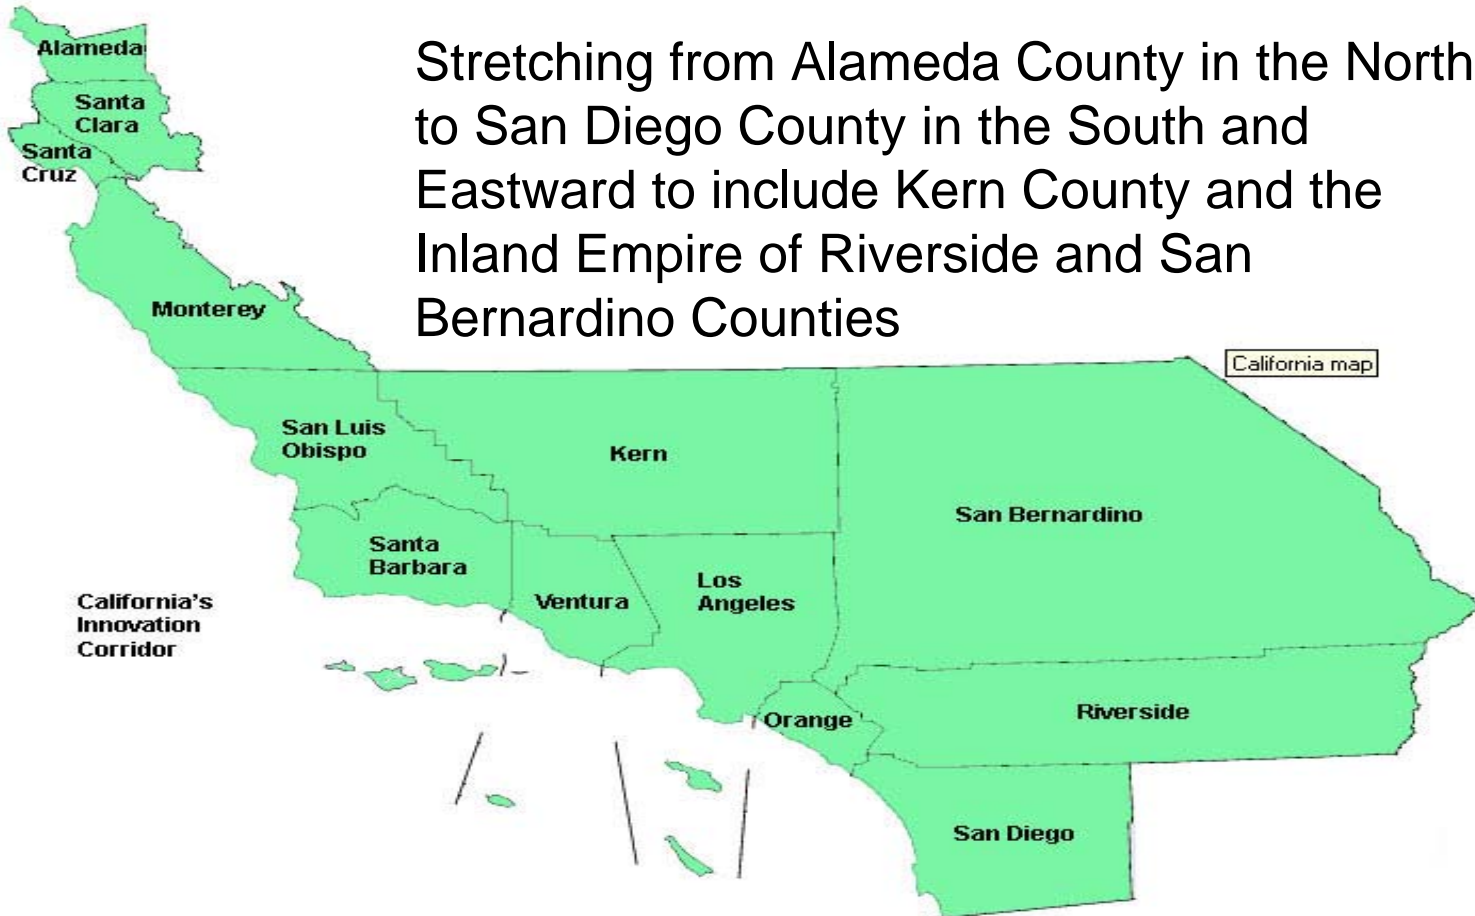 Alameda
Stretching from Alameda County in the North
to San Diego County in the South and
Eastward to include Kern County and the
Inland Empire of Riverside and San
Bernardino Counties
Santa
Clara
Santa
Cruz
Monterey
California map
San Luis
Obispo
Kern
San Bernardino
Santa
Barbara
Ventura
Los
Angeles
California's
Innovation
Corridor
Orange
Riverside
San Diego